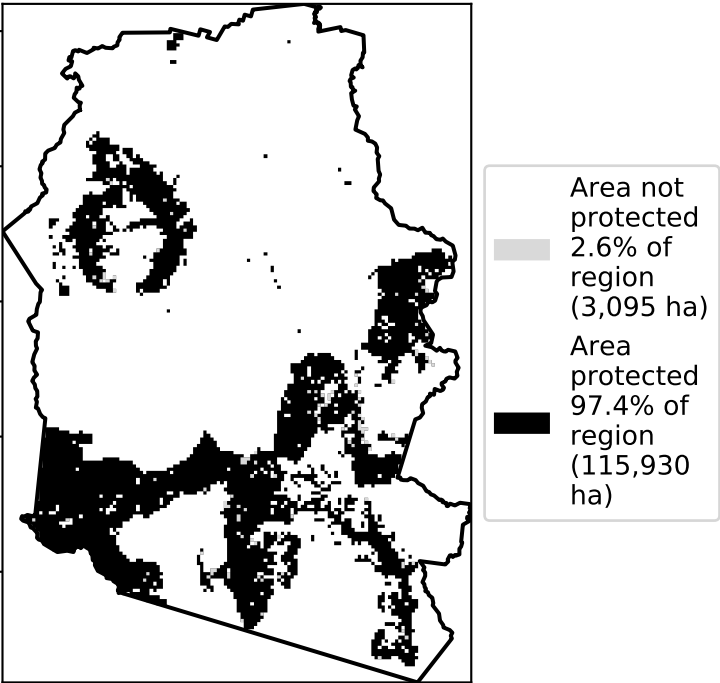 Area not
protected
2.6% of
region
(3,095 ha)
Area
protected
97.4% of
region
(115,930
ha)